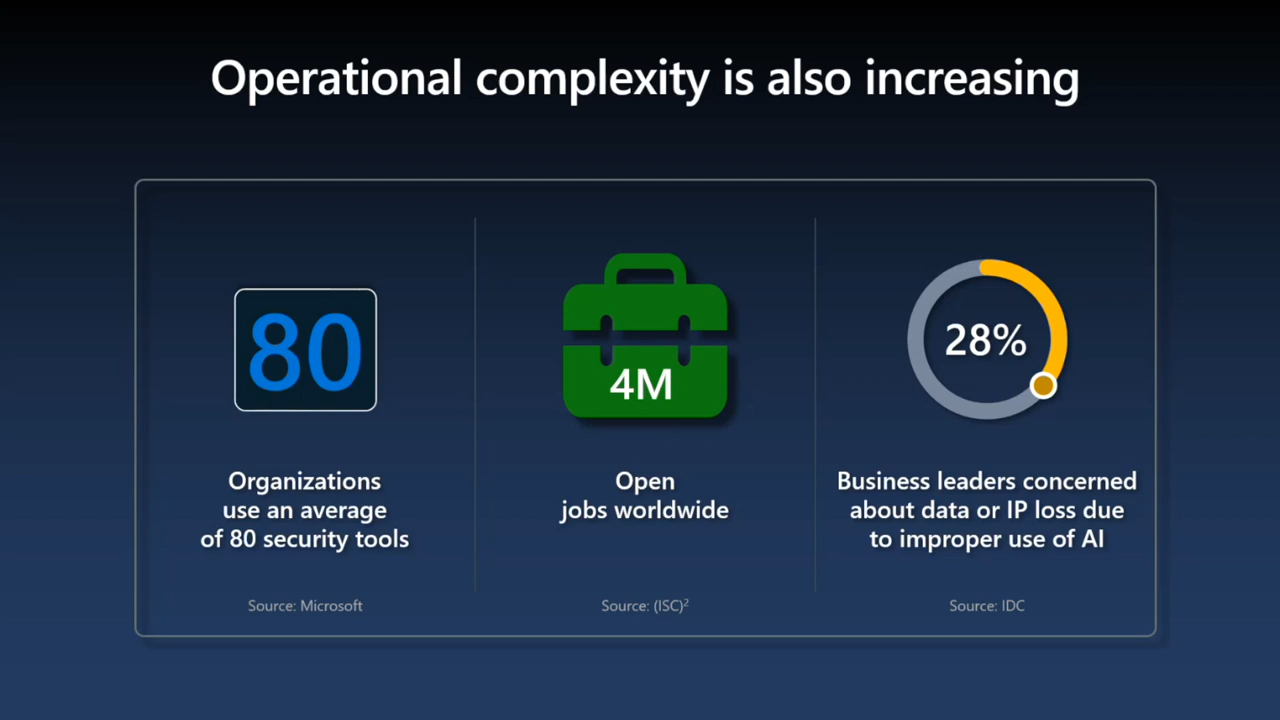 Operational complexity is also increasing
80
Organizations
use an average
of 80 security tools
Source: Microsoft
4M
Open
jobs worldwide
Source: (ISC)²
28%
Business leaders concerned
about data or IP loss due
to improper use of AI
Source: IDC